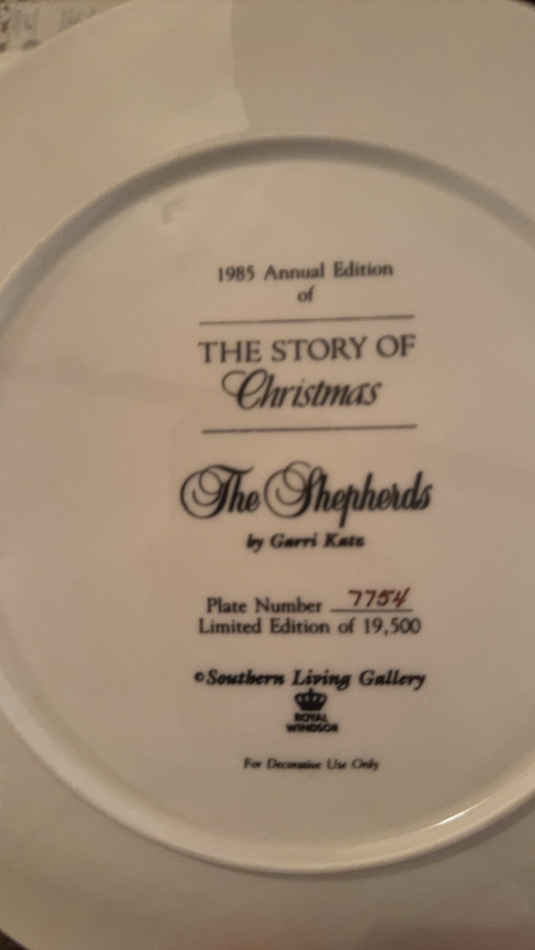 1985 Annual Edition
of
THE STORY OF
Christmas
The Shepherds
by Garri Katz
Plate Number 7754
Limited Edition of 19,500
©Southern Living Gallery
ROYAL
WINDSOR
For Decorative Use Only